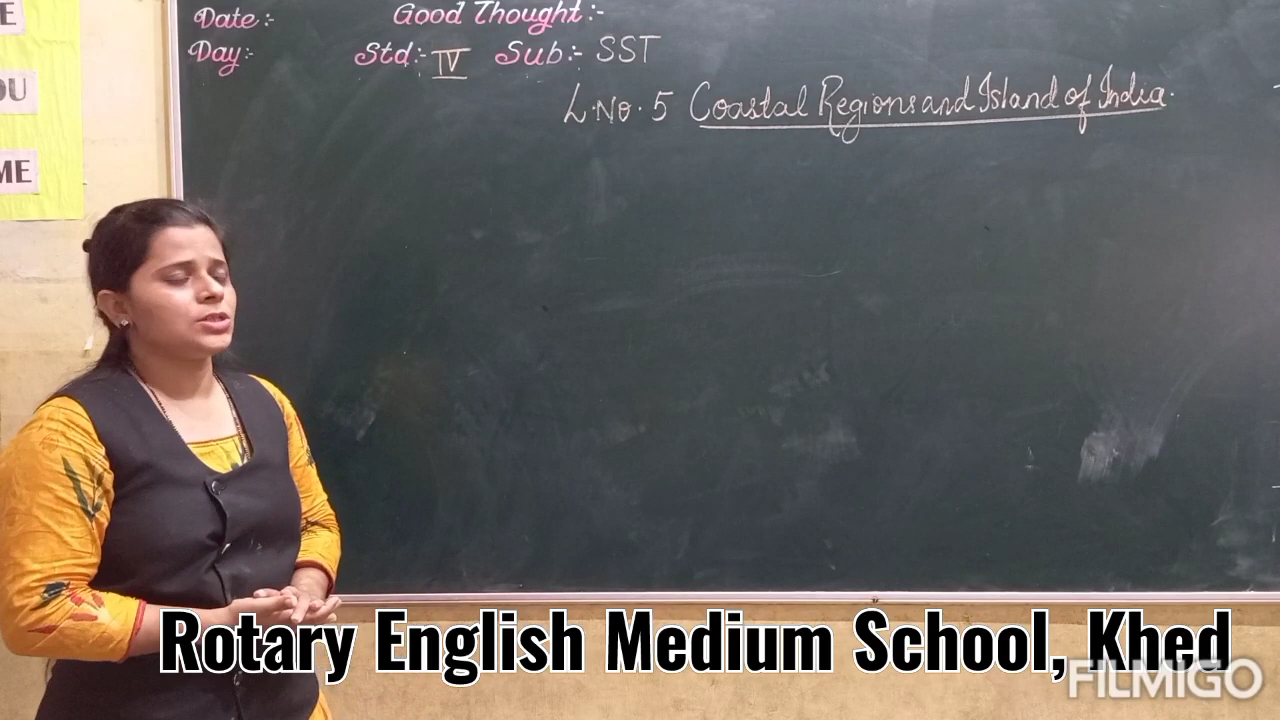 E
OU
ME
Date:-
Good Thought:-
Day:-
Std:- IV Sub:- SST
L.No.5 Coastal Regions and Island of India.
Rotary English Medium School, Khed
FILMIGO